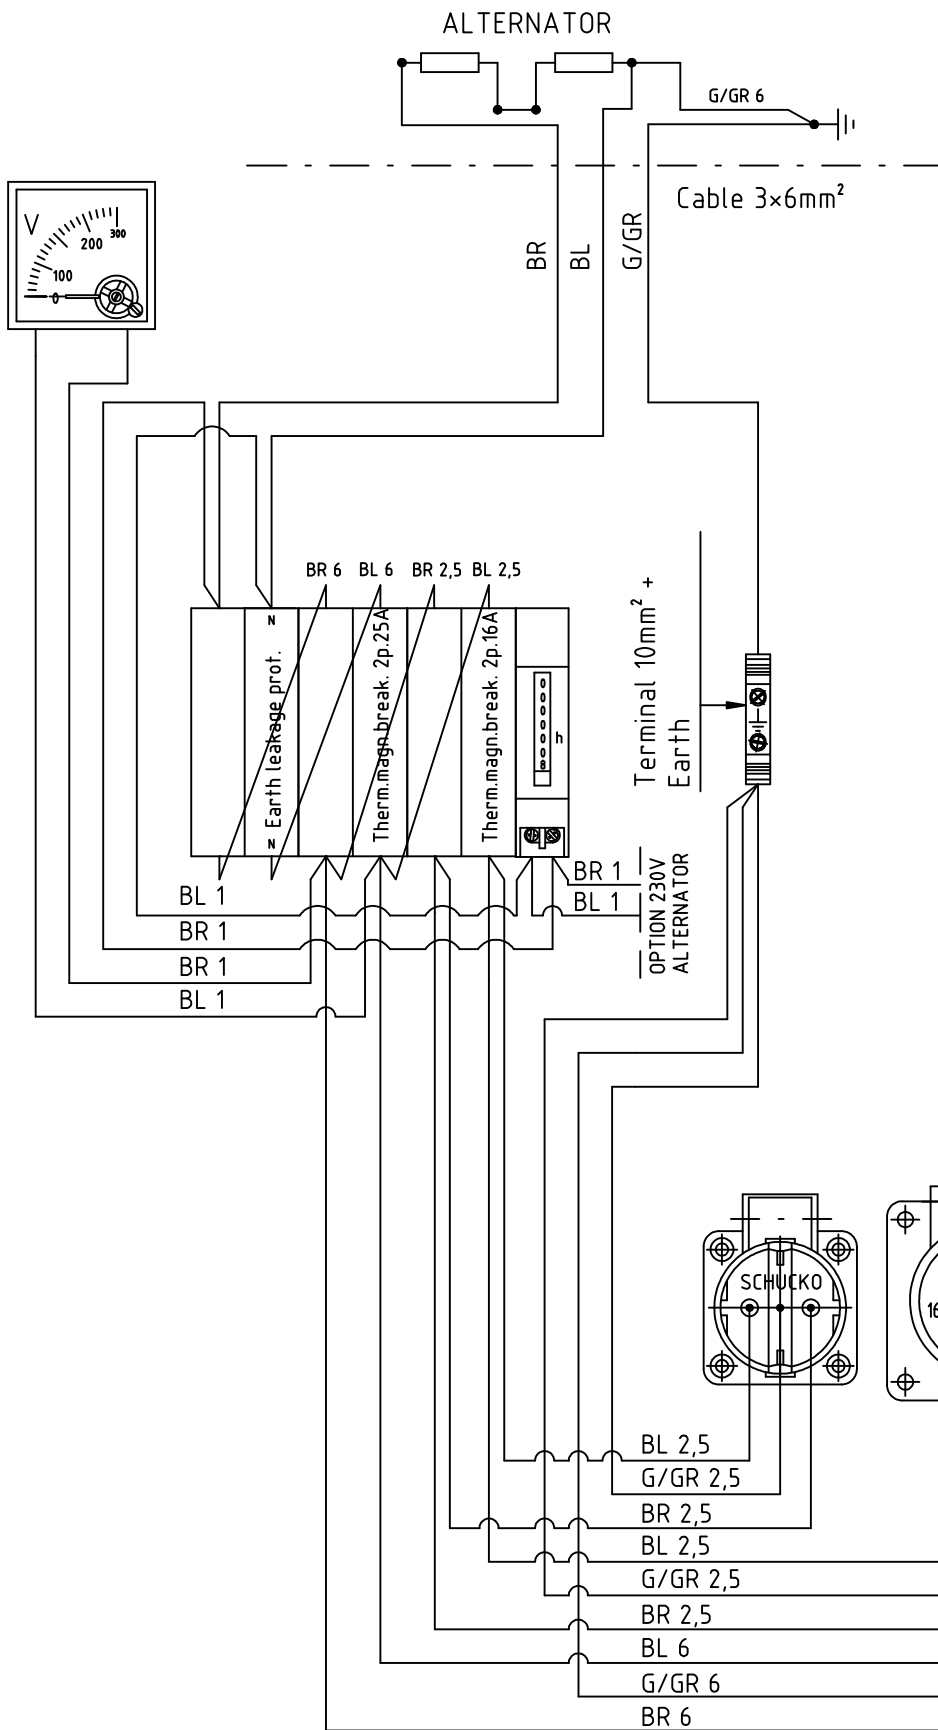 ALTERNATOR
G/GR 6
Cable 3×6mm²
V
300
200
100
0
BR
BL
G/GR
BR 6
BL 6
BR 2,5
BL 2,5
N
N
Earth leakage prot.
Therm.magn.break. 2p.25A
Therm.magn.break. 2p.16A
0000008
h
Terminal 10mm² +
Earth
BR 1
BL 1
OPTION 230V
ALTERNATOR
BL 1
BR 1
BR 1
BL 1
SCHUCKO
16
BL 2,5
G/GR 2,5
BR 2,5
BL 2,5
G/GR 2,5
BR 2,5
BL 6
G/GR 6
BR 6